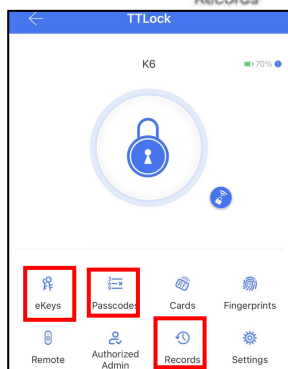 Records
TTLock
K6
70%
eKeys
Passcodes
Cards
Fingerprints
Remote
Authorized
Admin
Records
Settings